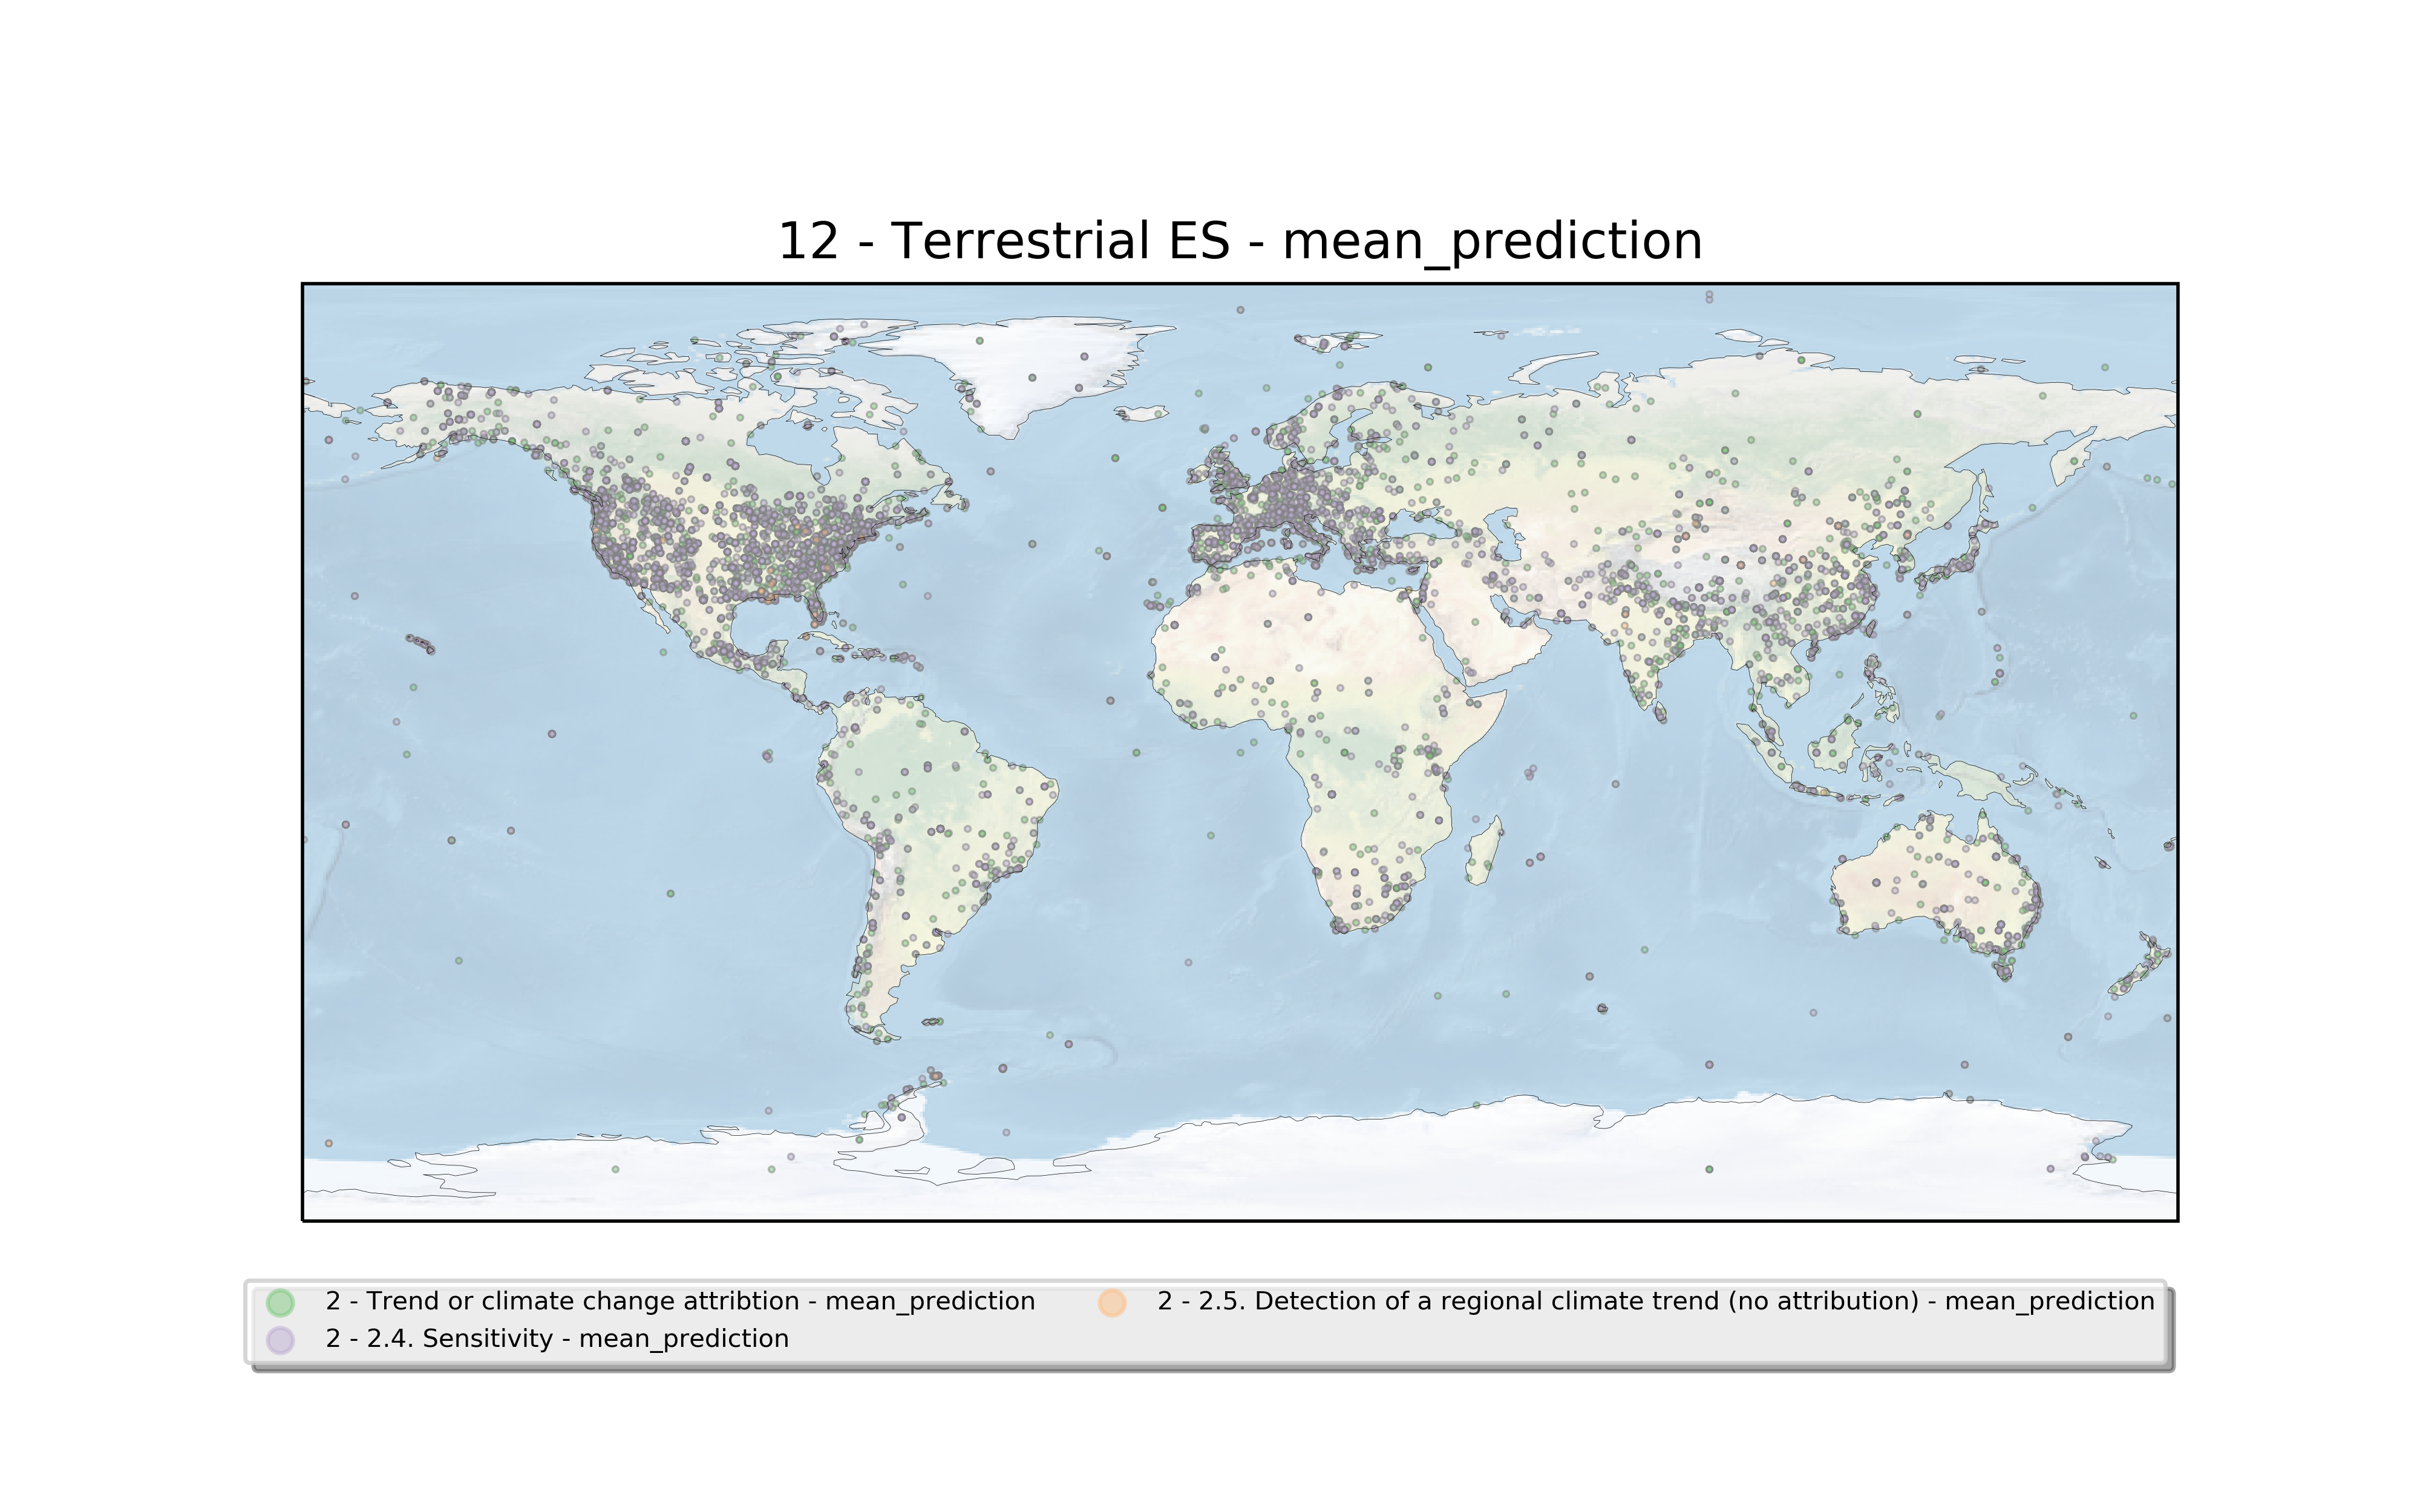 12 - Terrestrial ES - mean_prediction
2 - Trend or climate change attribtion - mean_prediction
2 - 2.4. Sensitivity - mean_prediction
2 - 2.5. Detection of a regional climate trend (no attribution) - mean_prediction